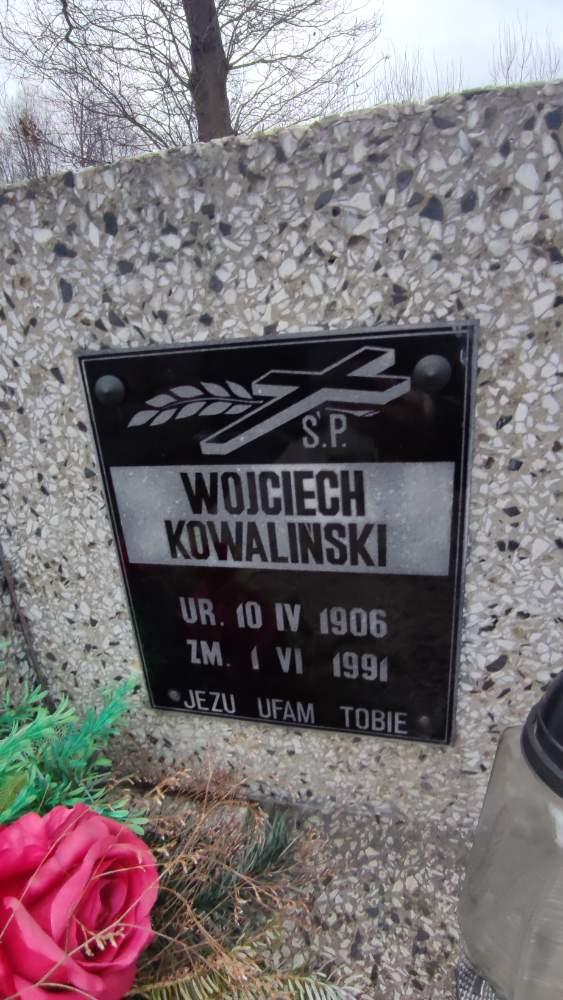 Ś.P.
WOJCIECH
KOWALINSKI
UR. 10 IV 1906
ZM. 1 VI 1991
JEZU UFAM TOBIE